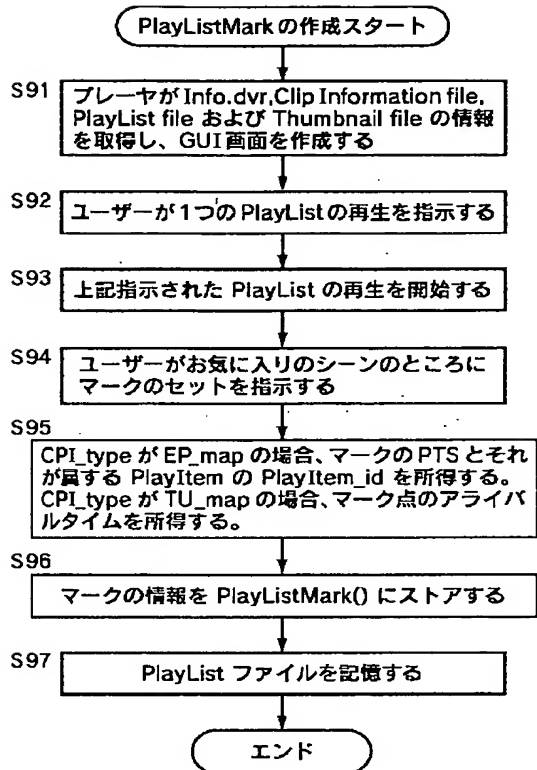 PlayListMarkの作成スタート
S91
プレーヤが Info.dvr,Clip Information file,
PlayList file および Thumbnail file の情報
を取得し、GUI画面を作成する
S92
ユーザーが1つのPlayListの再生を指示する
S93
上記指示された PlayList の再生を開始する
S94
ユーザーがお気に入りのシーンのところに
マークのセットを指示する
S95
CPI_type が EP_map の場合、マークの PTS とそれ
が属する PlayItem の PlayItem_id を所得する。
CPI_type が TU_map の場合、マーク点のアライバ
ルタイムを所得する。
S96
マークの情報を PlayListMark() にストアする
S97
PlayList ファイルを記憶する
エンド